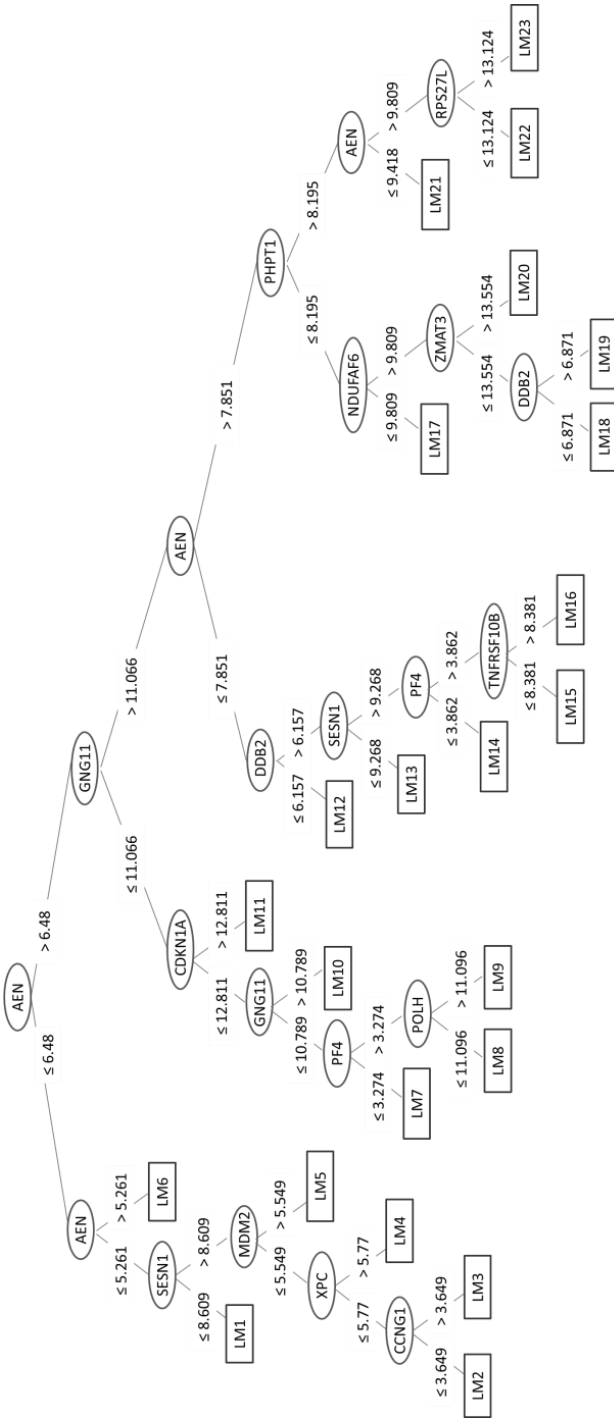 AEN
≤ 6.48
> 6.48
AEN
GNG11
≤ 5.261
> 5.261
≤ 11.066
> 11.066
SESN1
LM6
CDKN1A
AEN
≤ 8.609
> 8.609
≤ 12.811
> 12.811
≤ 7.851
> 7.851
LM1
MDM2
GNG11
LM11
DDB2
PHPT1
≤ 5.549
> 5.549
≤ 10.789
> 10.789
≤ 6.157
> 6.157
≤ 8.195
> 8.195
XPC
LM5
PF4
LM10
LM12
SESN1
NDUFAF6
AEN
≤ 5.77
> 5.77
≤ 3.274
> 3.274
≤ 9.268
> 9.268
≤ 9.809
> 9.809
≤ 9.418
> 9.809
CCNG1
LM4
LM7
POLH
LM13
PF4
LM17
ZMAT3
LM21
RPS27L
≤ 3.649
> 3.649
≤ 11.096
> 11.096
≤ 3.862
> 3.862
≤ 13.554
> 13.554
≤ 13.124
> 13.124
LM2
LM3
LM8
LM9
LM14
TNFRSF10B
DDB2
LM20
LM22
LM23
≤ 8.381
> 8.381
≤ 6.871
> 6.871
LM15
LM16
LM18
LM19